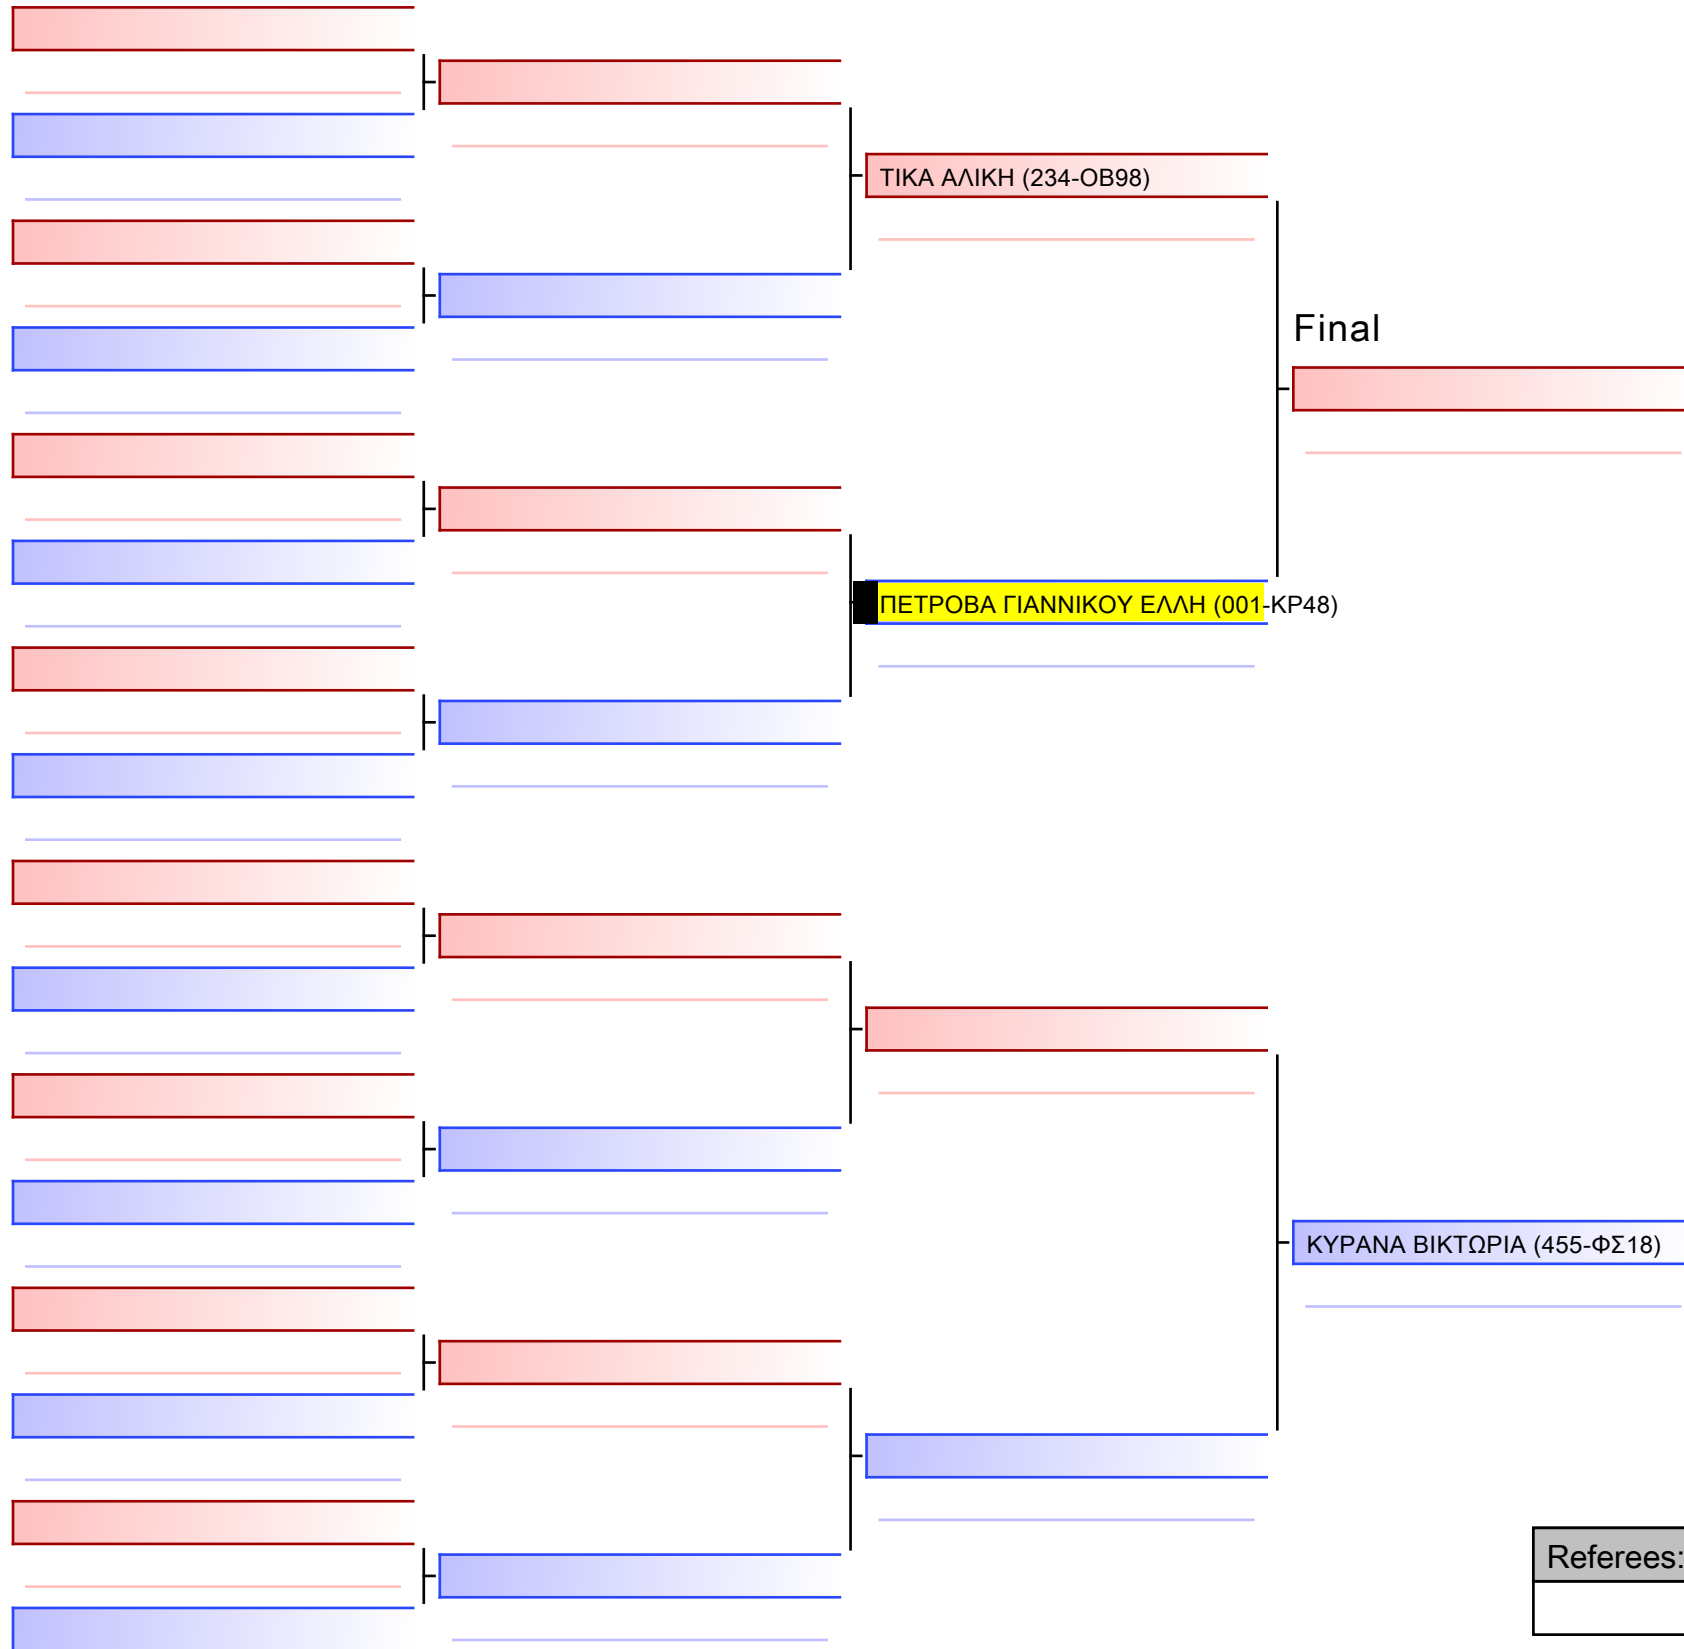 ΤΙΚΑ ΑΛΙΚΗ (234-ΟΒ98)
Final
ΠΕΤΡΟΒΑ ΓΙΑΝΝΙΚΟΥ ΕΛΛΗ (001-ΚΡ48)
ΚΥΡΑΝΑ ΒΙΚΤΩΡΙΑ (455-ΦΣ18)
Referees: